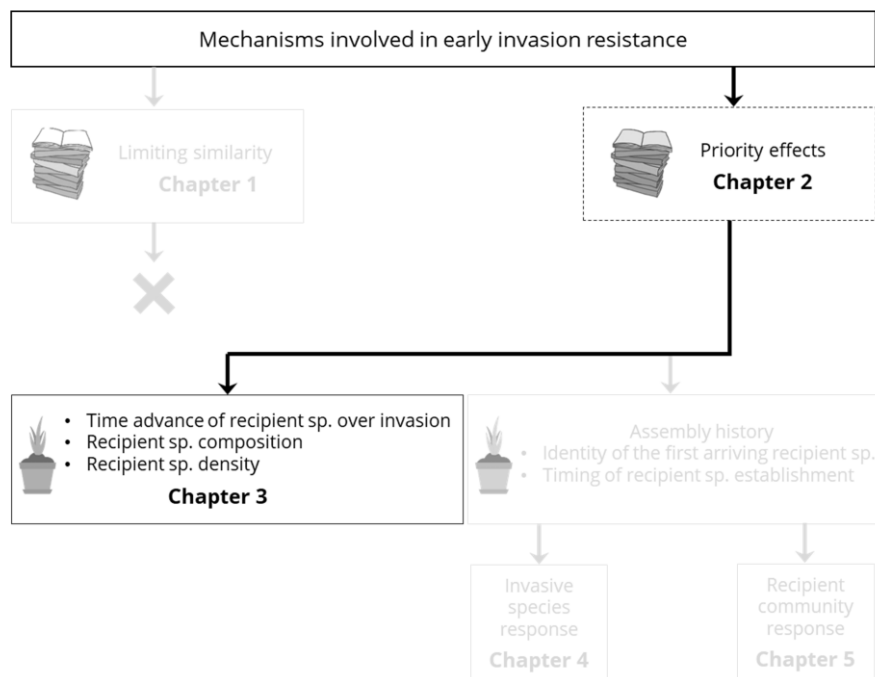 Mechanisms involved in early invasion resistance
Limiting similarity
Chapter 1
Priority effects
Chapter 2
• Time advance of recipient sp. over invasion
• Recipient sp. composition
• Recipient sp. density
Chapter 3
Assembly history
• Identity of the first arriving recipient sp.
• Timing of recipient sp. establishment
Invasive
species
response
Chapter 4
Recipient
community
response
Chapter 5